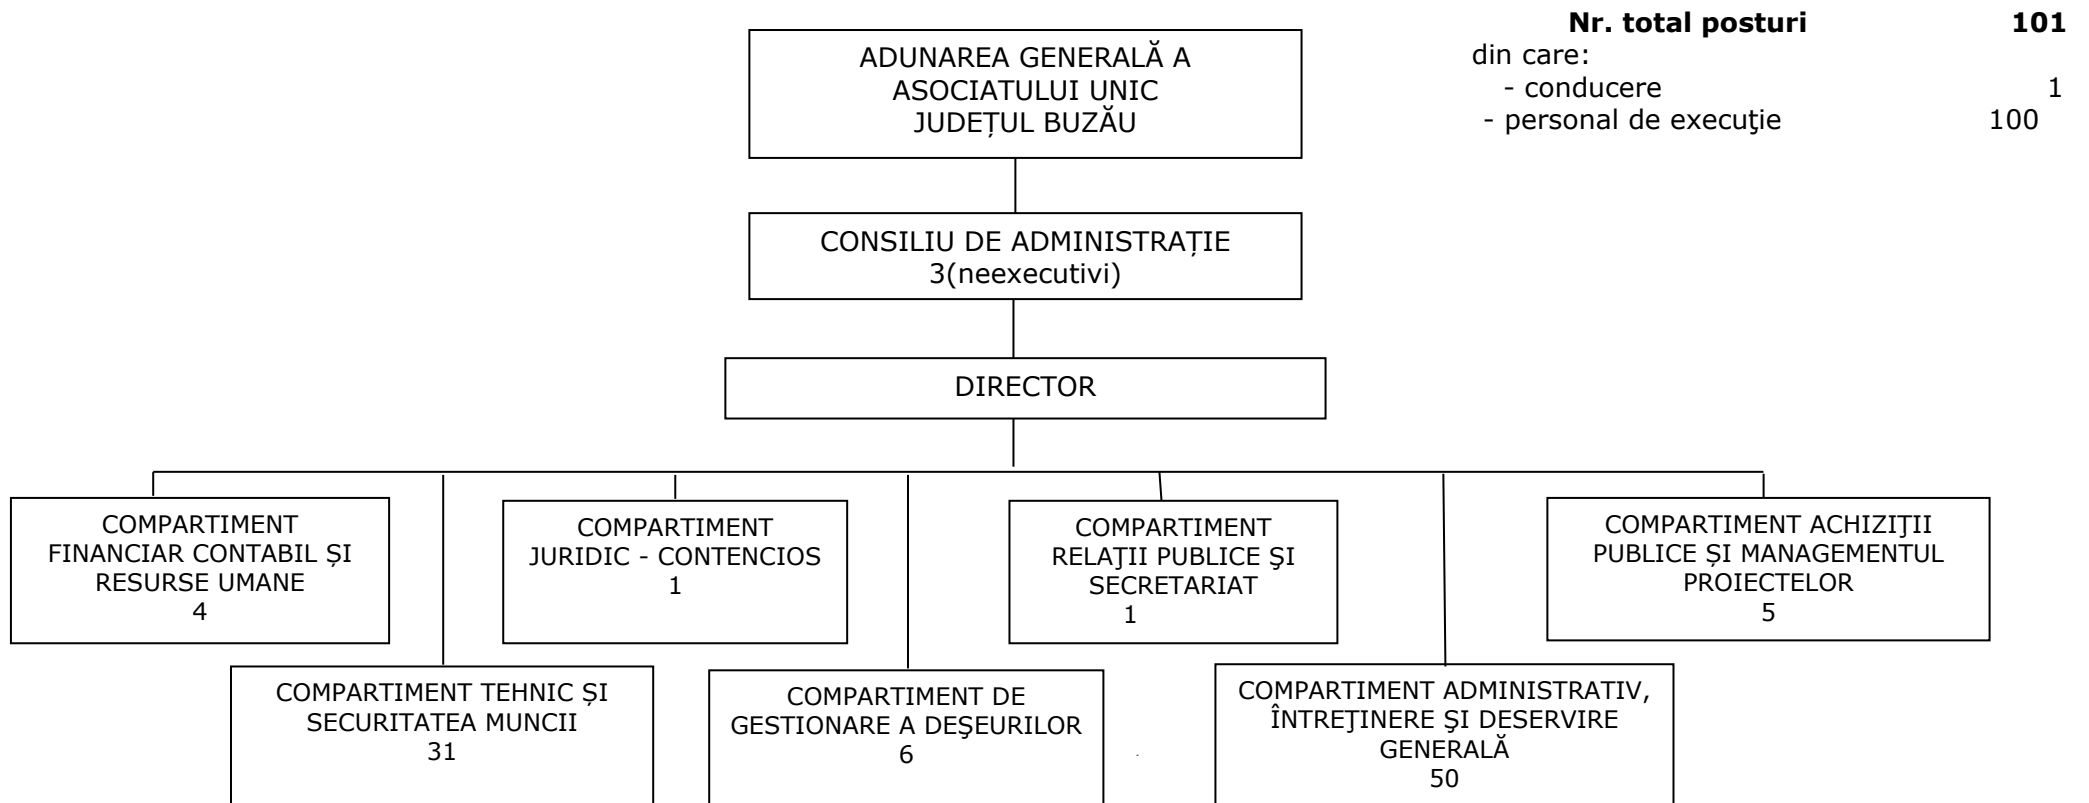 Nr. total posturi 101
din care:
- conducere 1
- personal de execuţie 100
ADUNAREA GENERALĂ A
ASOCIATULUI UNIC
JUDEȚUL BUZĂU
CONSILIU DE ADMINISTRAȚIE
3(neexecutivi)
DIRECTOR
COMPARTIMENT
FINANCIAR CONTABIL ȘI
RESURSE UMANE
4
COMPARTIMENT
JURIDIC - CONTENCIOS
1
COMPARTIMENT
RELAŢII PUBLICE ŞI
SECRETARIAT
1
COMPARTIMENT ACHIZIŢII
PUBLICE ȘI MANAGEMENTUL
PROIECTELOR
5
COMPARTIMENT TEHNIC ȘI
SECURITATEA MUNCII
31
COMPARTIMENT DE
GESTIONARE A DEŞEURILOR
6
COMPARTIMENT ADMINISTRATIV,
ÎNTREŢINERE ŞI DESERVIRE
GENERALĂ
50